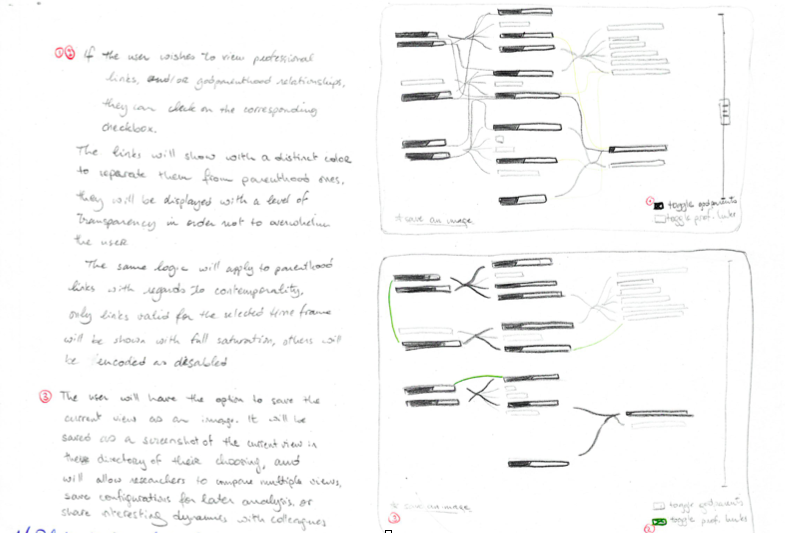 ① ② If the user wishes to view professional
links, and/or godparenthood relationships,
they can check on the corresponding
checkbox.
The links will show with a distinct color
to separate them from parenthood ones,
they will be displayed with a level of
transparency in order not to overwhelm
the user
The same logic will apply to parenthood
links with regards to contemporality,
only links valid for the selected time frame
will be shown with full saturation, others will
be encoded as disabled
③ The user will have the option to save the
current view as an image. It will be
saved as a screenshot of the current view in
the directory of their choosing, and
will allow researchers to compare multiple views,
save configurations for later analysis, or
share interesting dynamics with colleagues
save an image
① toggle godparents
toggle prof. links
save an image
③
toggle godparents
toggle prof. links
②